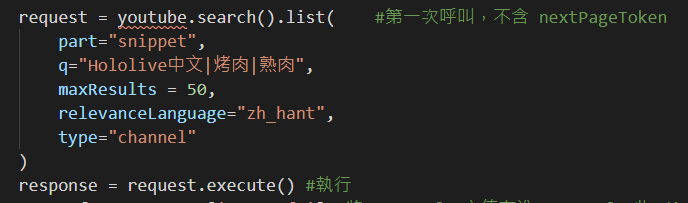 request = youtube.search().list(    #第一次呼叫，不含 nextPageToken
    part="snippet",
    q="Hololive中文|烤肉|熟肉",
    maxResults = 50,
    relevanceLanguage="zh_hant",
    type="channel"
)
response = request.execute() #執行